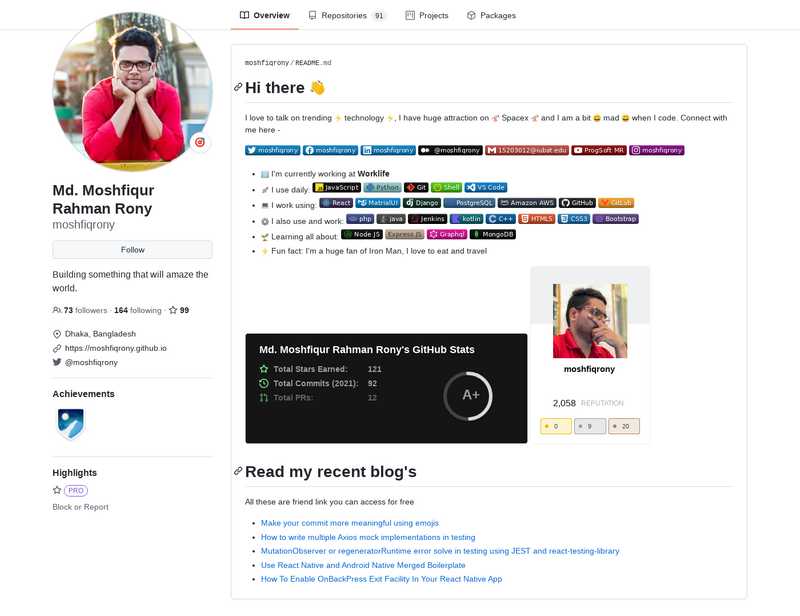 Overview
Repositories 91
Projects
Packages
Md. Moshfiqur
Rahman Rony
moshfiqrony
Follow
Building something that will amaze the
world.
73 followers · 164 following · 99
Dhaka, Bangladesh
https://moshfiqrony.github.io
@moshfiqrony
Achievements
Highlights
PRO
Block or Report
moshfiqrony/README.md
Hi there 👋
I love to talk on trending ⚡ technology ⚡, I have huge attraction on 🚀 Spacex 🚀 and I am a bit 😄 mad 😄 when I code. Connect with
me here -
moshfiqrony moshfiqrony moshfiqrony @moshfiqrony 15203012@iubat.edu ProgSoft MR moshfiqrony
I'm currently working at Worklife
I use daily: JavaScript Python Git Shell VS Code
I work using: React MatrialUI Django PostgreSQL Amazon AWS GitHub GitLab
I also use and work: php java Jenkins kotlin C++ HTML5 CSS3 Bootstrap
Learning all about: Node JS Express JS Graphql MongoDB
⚡ Fun fact: I'm a huge fan of Iron Man, I love to eat and travel
Md. Moshfiqur Rahman Rony's GitHub Stats
Total Stars Earned: 121
Total Commits (2021): 92
Total PRs: 12
A+
moshfiqrony
2,058 REPUTATION
0 9 20
Read my recent blog's
All these are friend link you can access for free
Make your commit more meaningful using emojis
How to write multiple Axios mock implementations in testing
MutationObserver or regeneratorRuntime error solve in testing using JEST and react-testing-library
Use React Native and Android Native Merged Boilerplate
How To Enable OnBackPress Exit Facility In Your React Native App